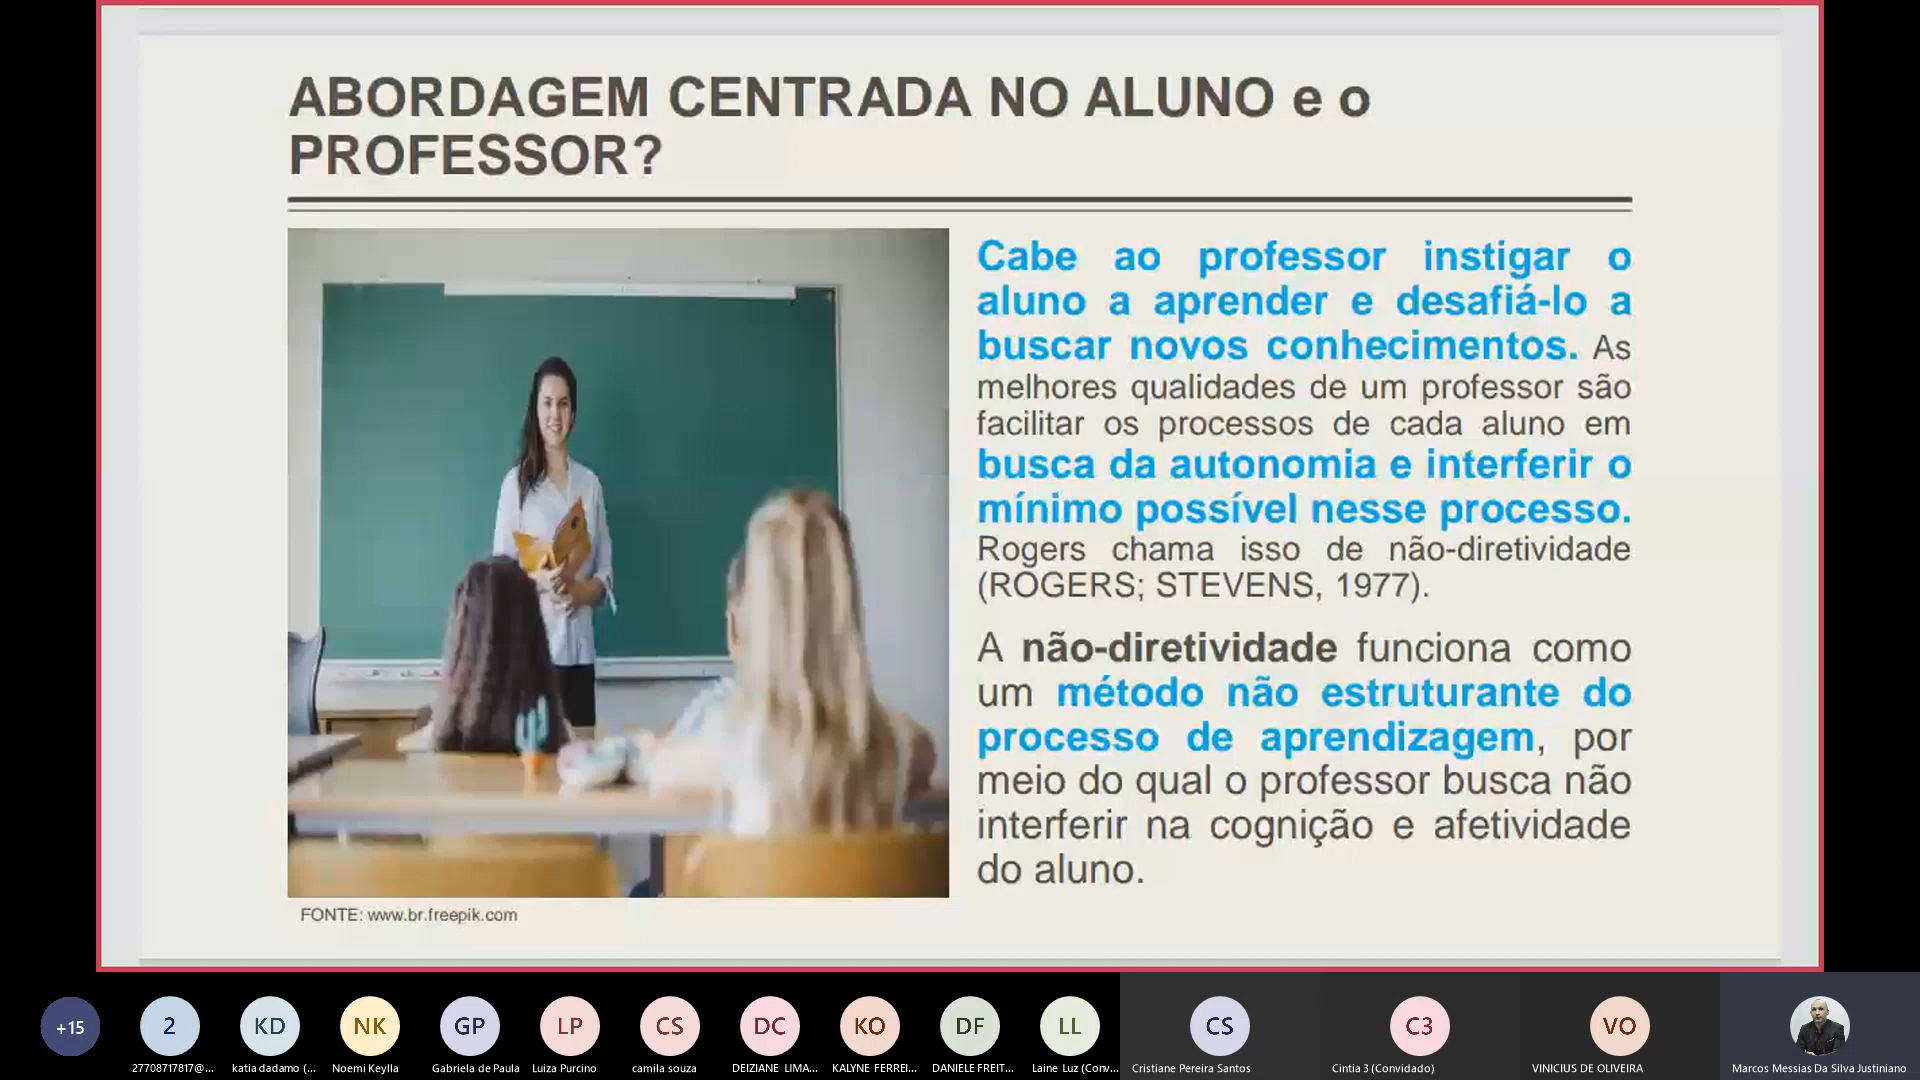 ABORDAGEM CENTRADA NO ALUNO e o
PROFESSOR?
Cabe ao professor instigar o
aluno a aprender e desafiá-lo a
buscar novos conhecimentos. As
melhores qualidades de um professor são
facilitar os processos de cada aluno em
busca da autonomia e interferir o
mínimo possível nesse processo.
Rogers chama isso de não-diretividade
(ROGERS; STEVENS, 1977).
A não-diretividade funciona como
um método não estruturante do
processo de aprendizagem, por
meio do qual o professor busca não
interferir na cognição e afetividade
do aluno.
FONTE: www.br.freepik.com
+15
2
KD
NK
GP
LP
CS
DC
KO
DF
LL
CS
C3
VO
27708717817@...
katia dadamo (...
Noemi Keylla
Gabriela de Paula
Luiza Purcino
camila souza
DEIZIANE LIMA...
KALYNE FERREI...
DANIELE FREIT...
Laine Luz (Conv...
Cristiane Pereira Santos
Cintia 3 (Convidado)
VINICIUS DE OLIVEIRA
Marcos Messias Da Silva Justiniano